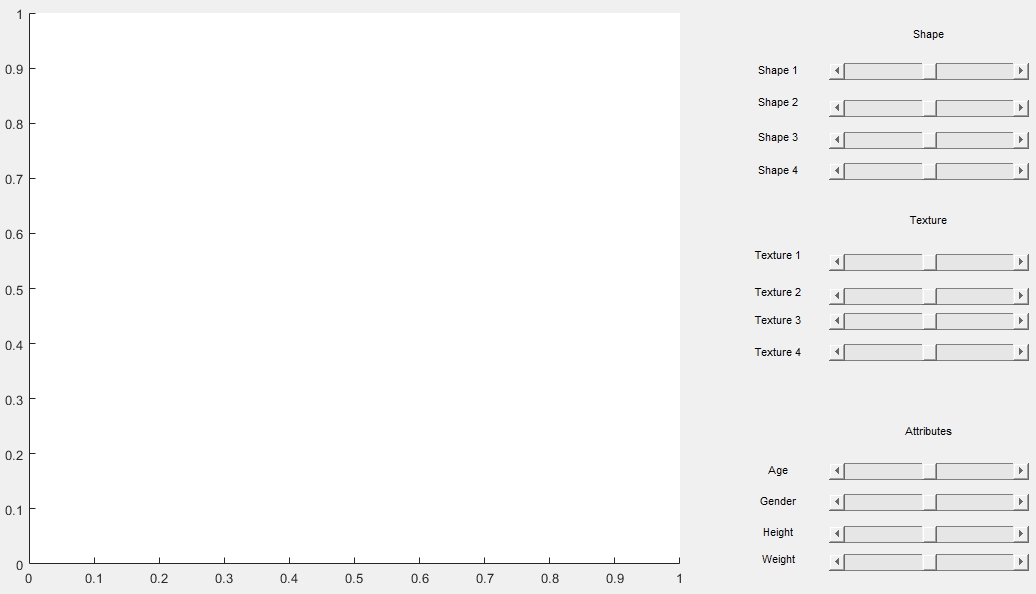 1
0.9
0.8
0.7
0.6
0.5
0.4
0.3
0.2
0.1
0
0 0.1 0.2 0.3 0.4 0.5 0.6 0.7 0.8 0.9 1
Shape
Shape 1
Shape 2
Shape 3
Shape 4
Texture
Texture 1
Texture 2
Texture 3
Texture 4
Attributes
Age
Gender
Height
Weight